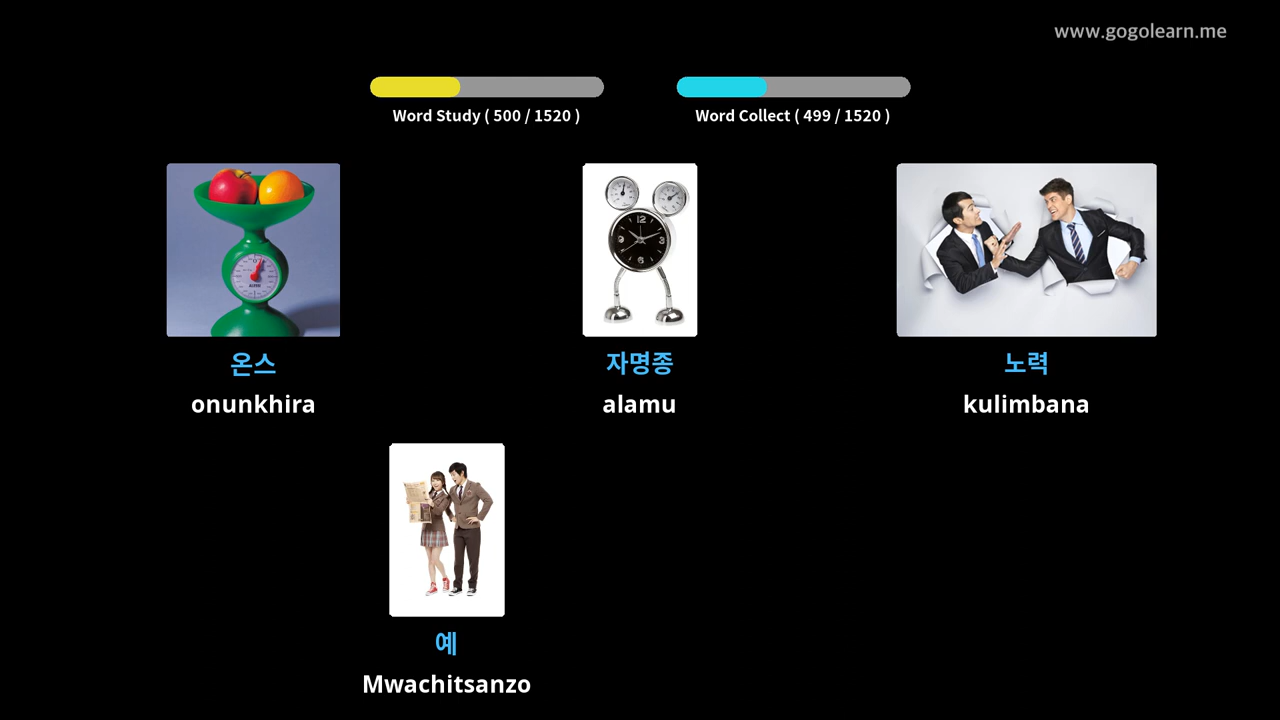 www.gogolearn.me
Word Study ( 500 / 1520 )
Word Collect ( 499 / 1520 )
온스
onunkhira
자명종
alamu
노력
kulimbana
예
Mwachitsanzo